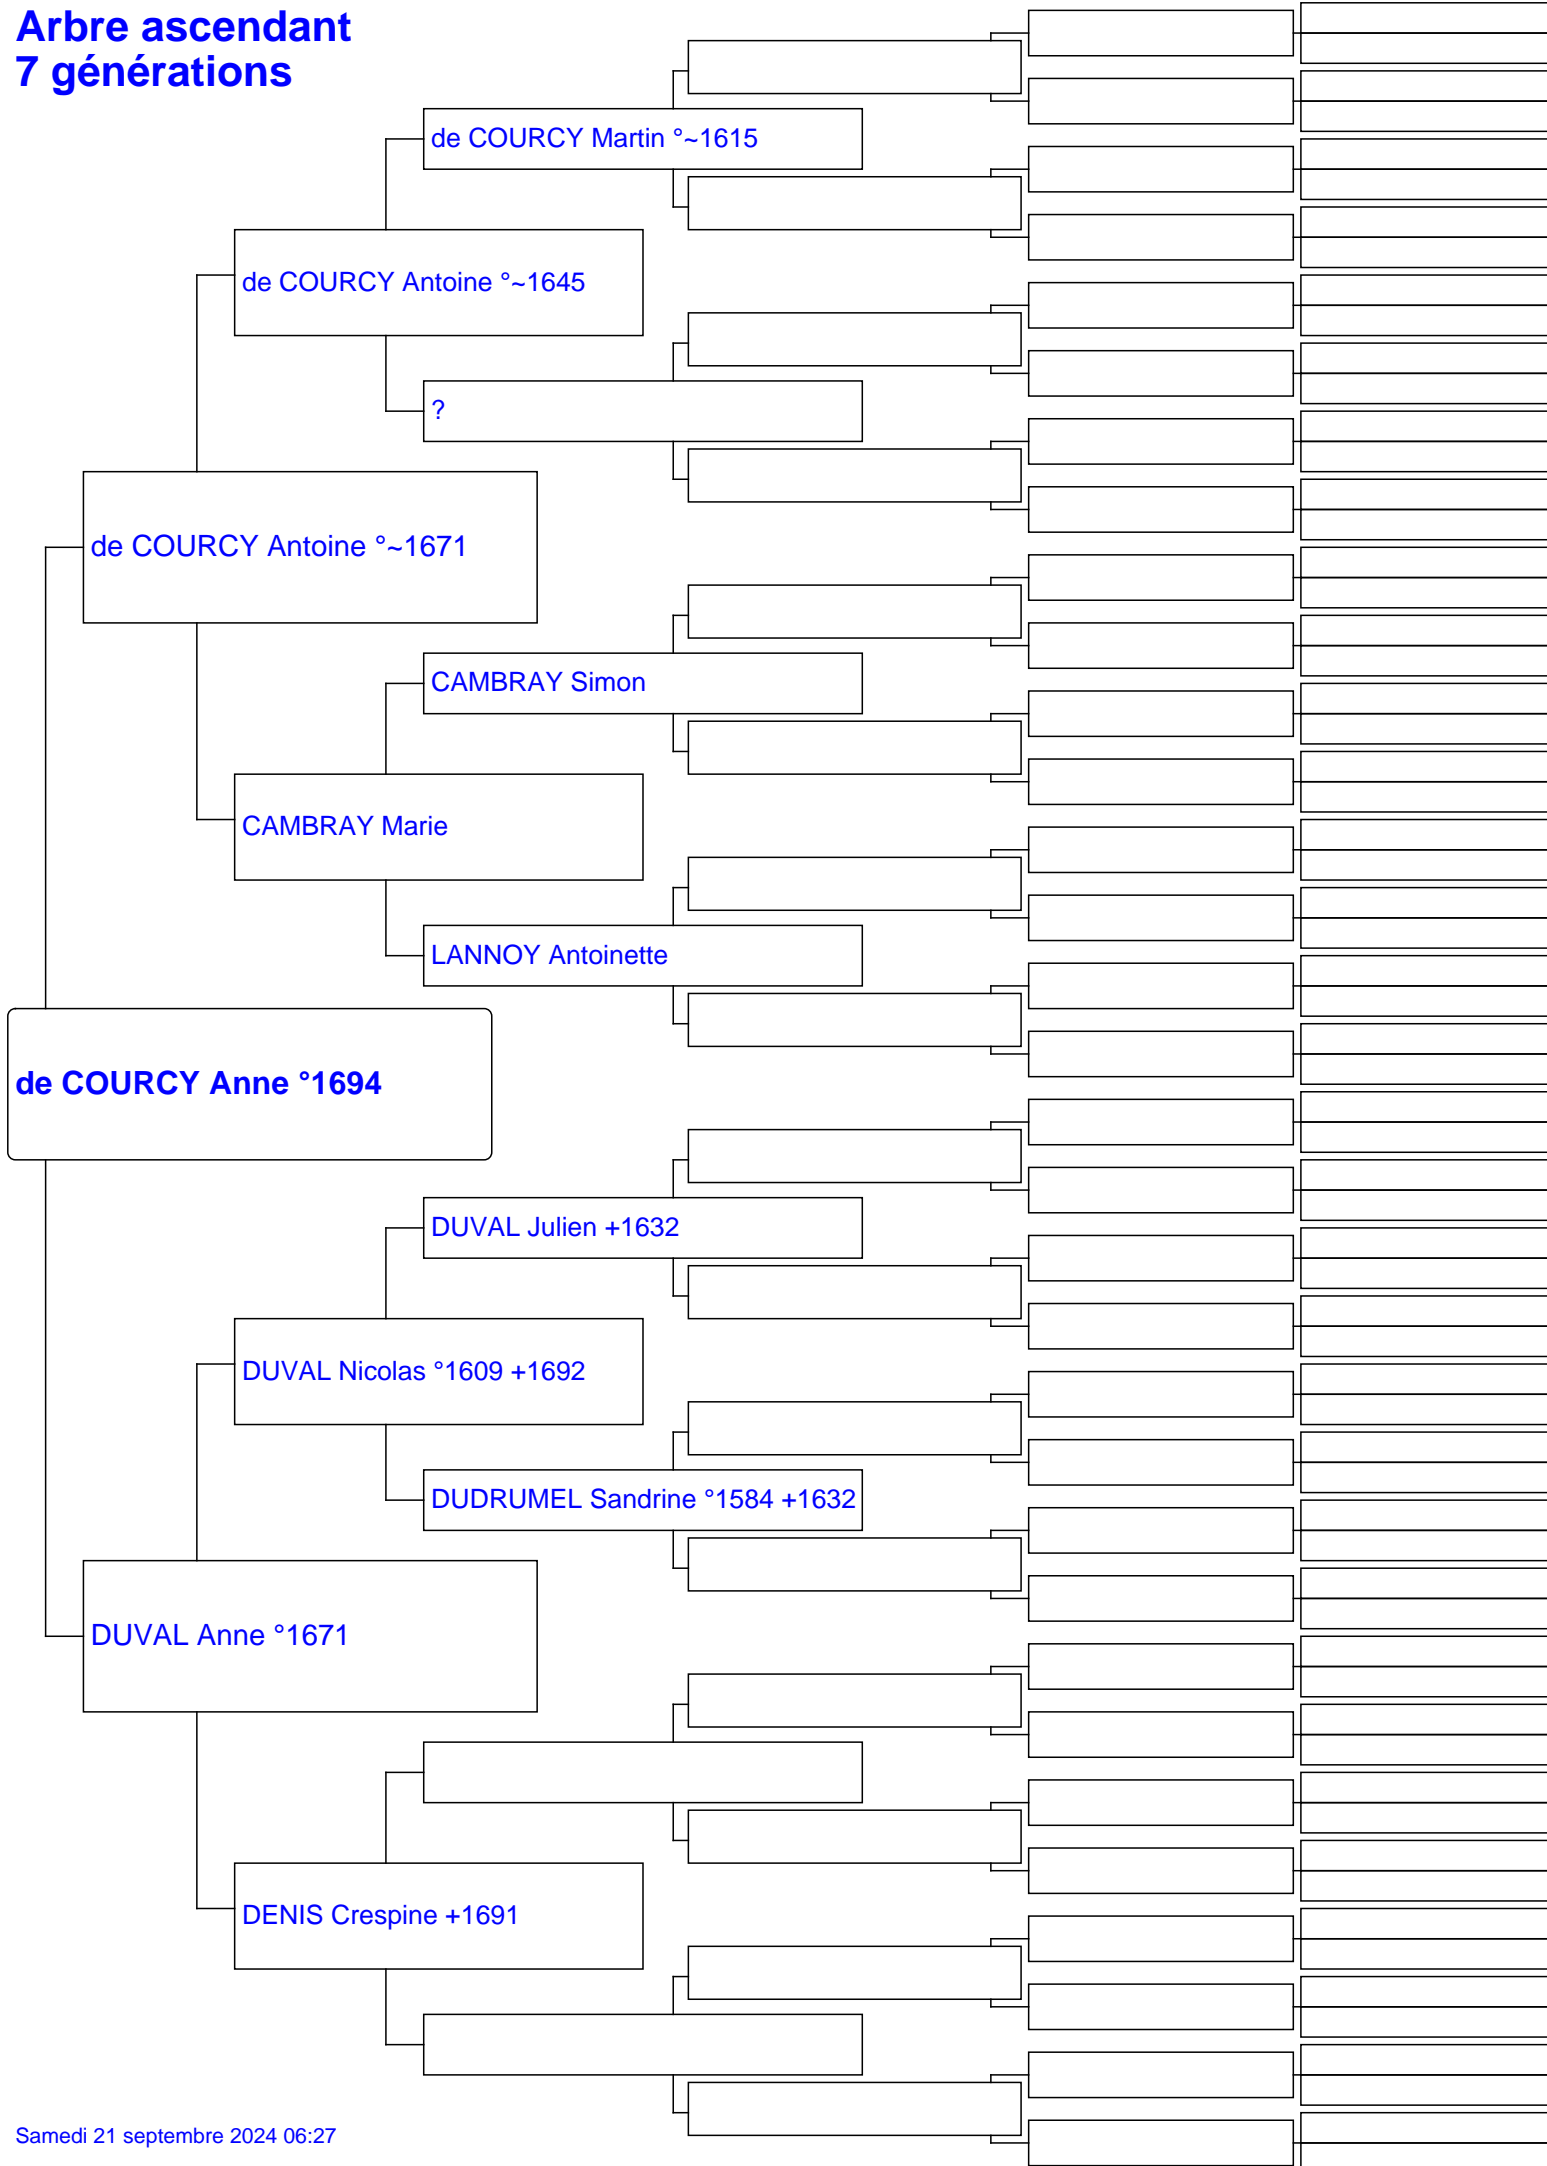 Arbre ascendant
7 générations
de COURCY Martin °~1615
de COURCY Antoine °~1645
?
de COURCY Antoine °~1671
CAMBRAY Simon
CAMBRAY Marie
LANNOY Antoinette
de COURCY Anne °1694
DUVAL Julien +1632
DUVAL Nicolas °1609 +1692
DUDRUMEL Sandrine °1584 +1632
DUVAL Anne °1671
DENIS Crespine +1691
Samedi 21 septembre 2024 06:27